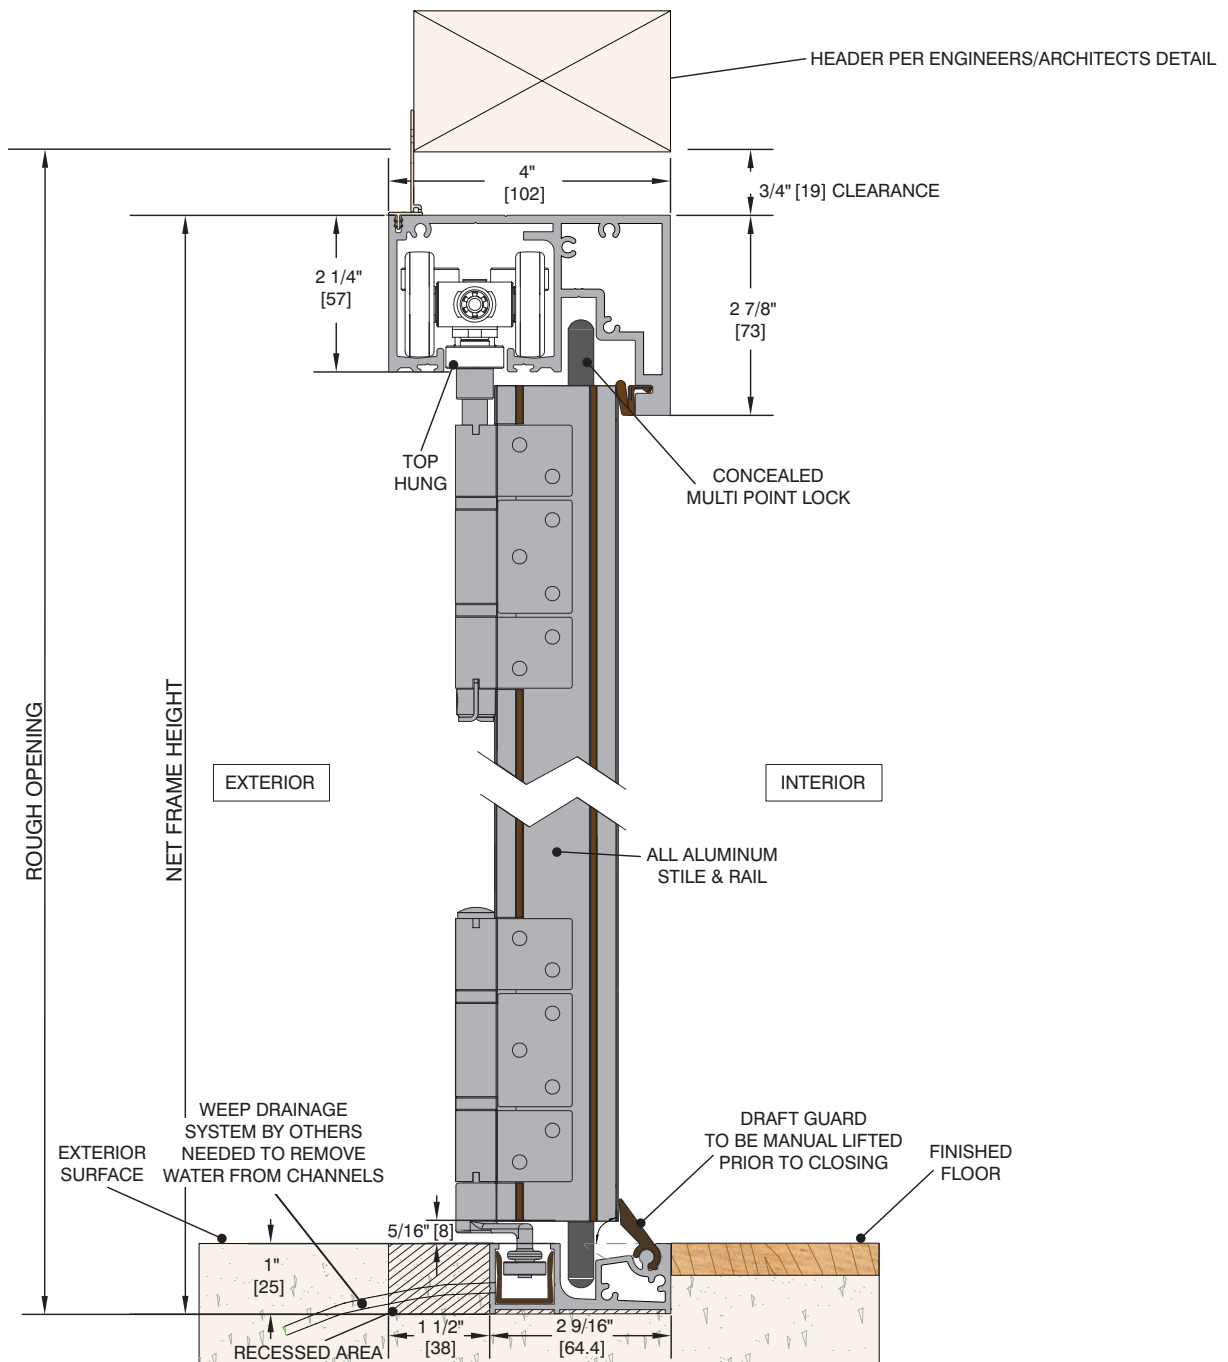 HEADER PER ENGINEERS/ARCHITECTS DETAIL
4"
[102]
3/4" [19] CLEARANCE
2 1/4"
[57]
2 7/8"
[73]
TOP
HUNG
CONCEALED
MULTI POINT LOCK
ROUGH OPENING
NET FRAME HEIGHT
EXTERIOR
INTERIOR
ALL ALUMINUM
STILE & RAIL
WEEP DRAINAGE
SYSTEM BY OTHERS
NEEDED TO REMOVE
WATER FROM CHANNELS
EXTERIOR
SURFACE
DRAFT GUARD
TO BE MANUAL LIFTED
PRIOR TO CLOSING
FINISHED
FLOOR
5/16" [8]
1"
[25]
1 1/2"
[38]
2 9/16"
[64.4]
RECESSED AREA